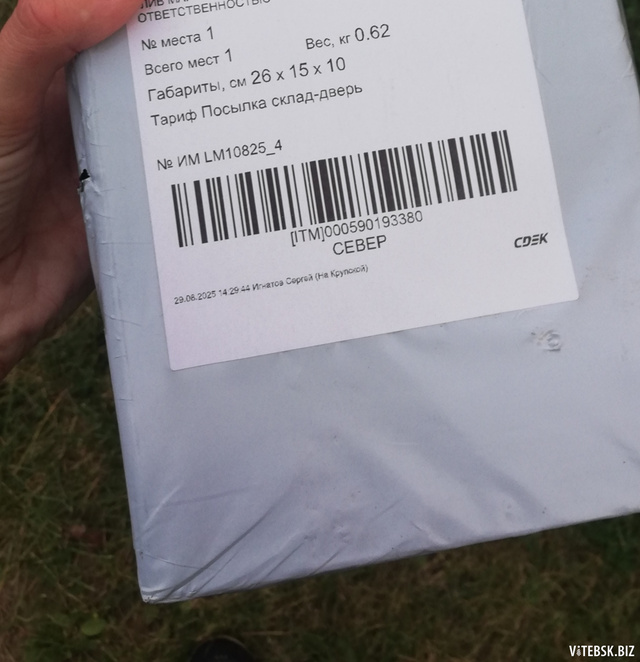 ОТВЕТСТВЕННОСТЬЮ
№ места 1
Всего мест 1 Вес, кг 0.62
Габариты, см 26 x 15 x 10
Тариф Посылка склад-дверь
№ ИМ LM10825_4
[ITM]000590193380
СЕВЕР
CDEK
29.06.2025 14:29:44 Игнатов Сергей (На Крупской)
VITEBSK.BIZ